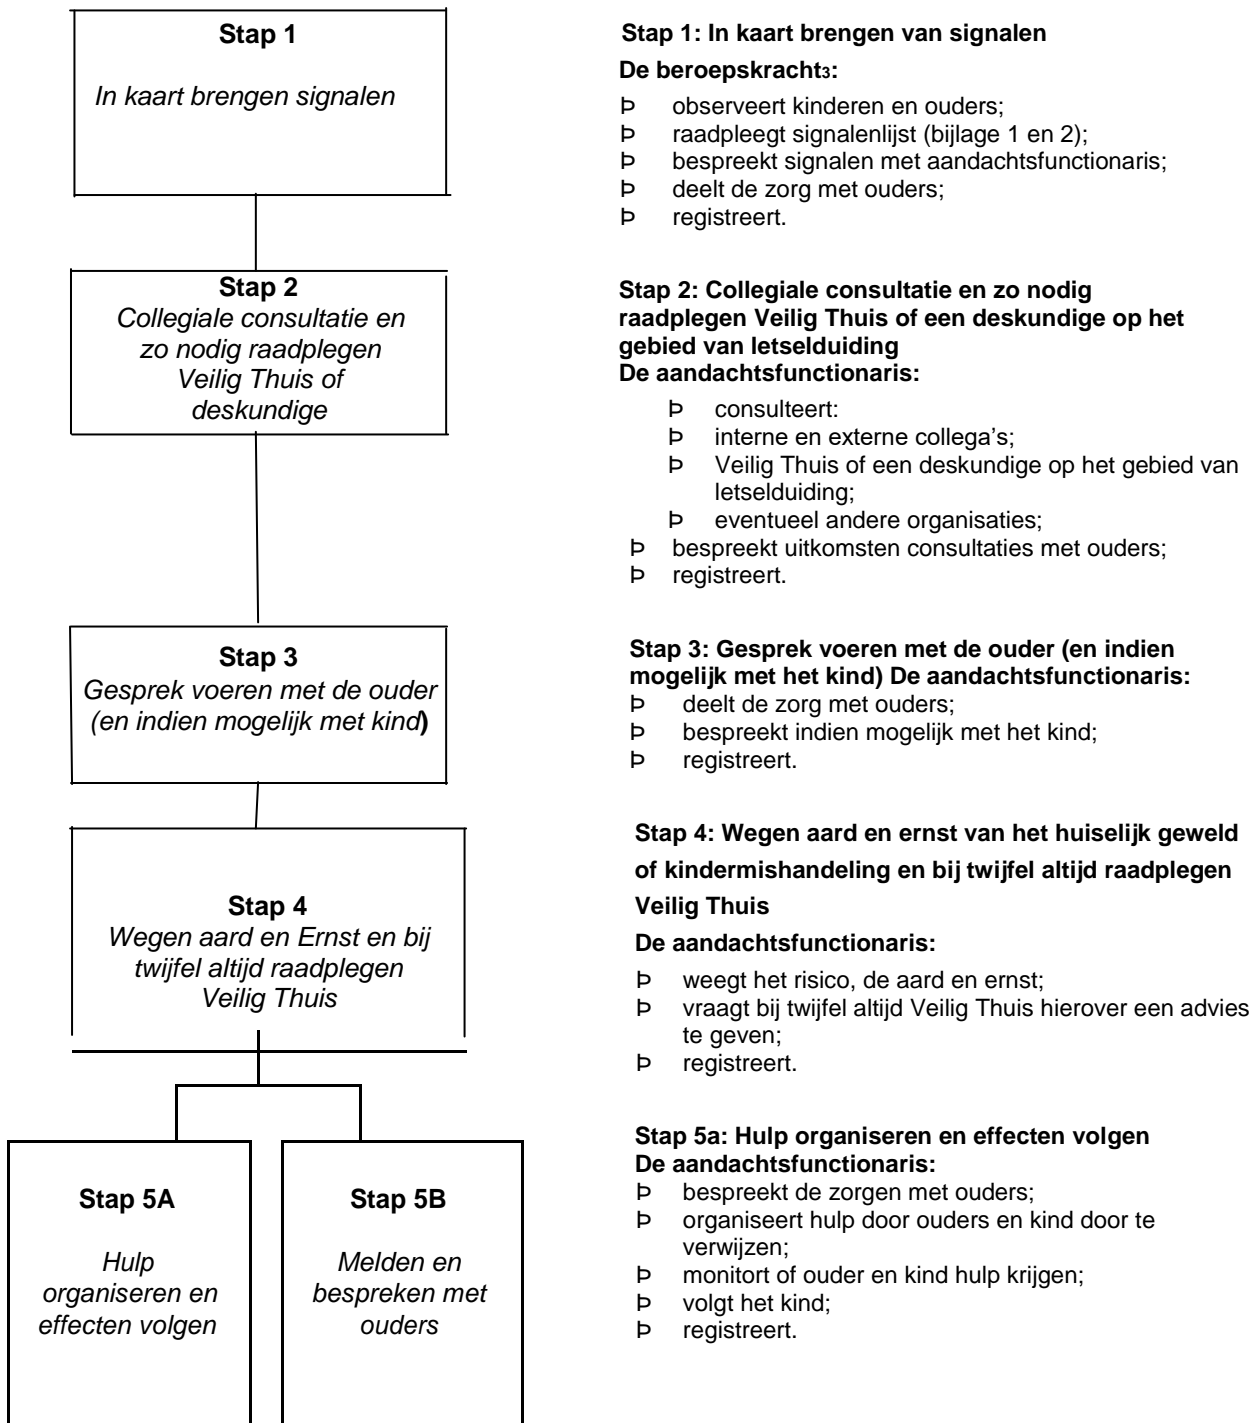 Stap 1
In kaart brengen signalen
Stap 2
Collegiale consultatie en
zo nodig raadplegen
Veilig Thuis of
deskundige
Stap 3
Gesprek voeren met de ouder
(en indien mogelijk met kind)
Stap 4
Wegen aard en Ernst en bij
twijfel altijd raadplegen
Veilig Thuis
Stap 5A
Hulp
organiseren en
effecten volgen
Stap 5B
Melden en
bespreken met
ouders
Stap 1: In kaart brengen van signalen
De beroepskracht3:
Þ observeert kinderen en ouders;
Þ raadpleegt signalenlijst (bijlage 1 en 2);
Þ bespreekt signalen met aandachtsfunctionaris;
Þ deelt de zorg met ouders;
Þ registreert.
Stap 2: Collegiale consultatie en zo nodig
raadplegen Veilig Thuis of een deskundige op het
gebied van letselduiding
De aandachtsfunctionaris:
Þ consulteert:
Þ interne en externe collega’s;
Þ Veilig Thuis of een deskundige op het gebied van
letselduiding;
Þ eventueel andere organisaties;
Þ bespreekt uitkomsten consultaties met ouders;
Þ registreert.
Stap 3: Gesprek voeren met de ouder (en indien
mogelijk met het kind) De aandachtsfunctionaris:
Þ deelt de zorg met ouders;
Þ bespreekt indien mogelijk met het kind;
Þ registreert.
Stap 4: Wegen aard en ernst van het huiselijk geweld
of kindermishandeling en bij twijfel altijd raadplegen
Veilig Thuis
De aandachtsfunctionaris:
Þ weegt het risico, de aard en ernst;
Þ vraagt bij twijfel altijd Veilig Thuis hierover een advies
te geven;
Þ registreert.
Stap 5a: Hulp organiseren en effecten volgen
De aandachtsfunctionaris:
Þ bespreekt de zorgen met ouders;
Þ organiseert hulp door ouders en kind door te
verwijzen;
Þ monitort of ouder en kind hulp krijgen;
Þ volgt het kind;
Þ registreert.